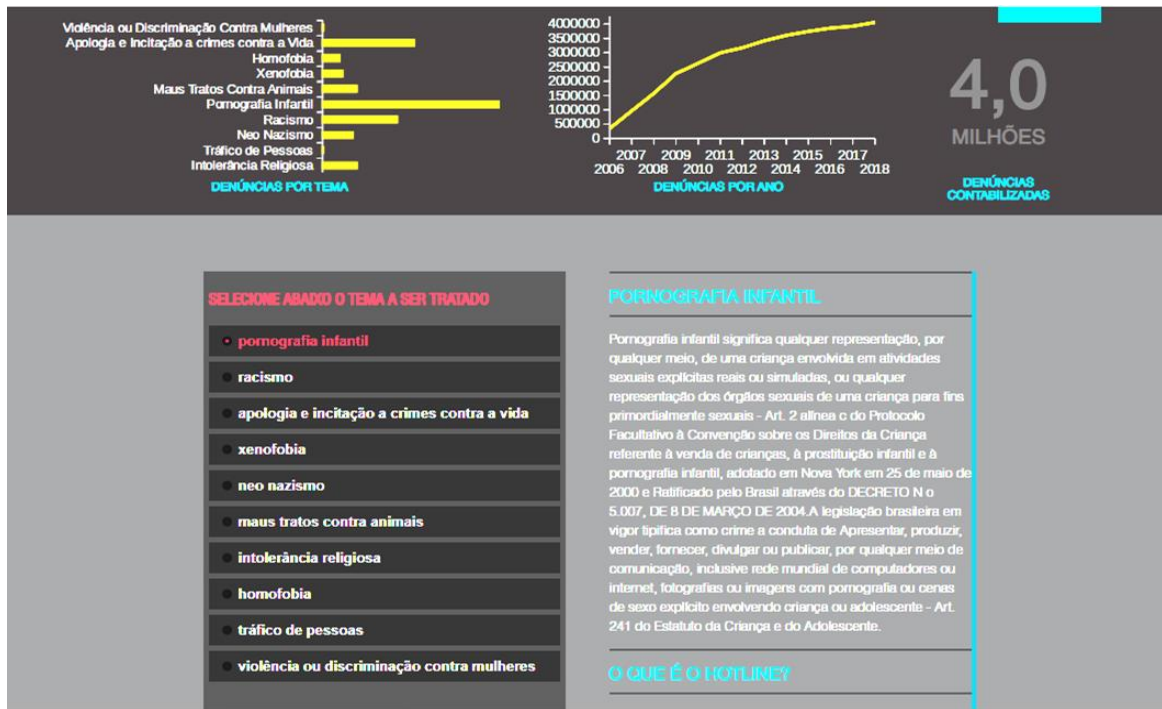 Violência ou Discriminação Contra Mulheres
Apologia e Incitação a crimes contra a Vida
Homofobia
Xenofobia
Maus Tratos Contra Animais
Pornografia Infantil
Racismo
Neo Nazismo
Tráfico de Pessoas
Intolerância Religiosa
DENÚNCIAS POR TEMA
4000000
3500000
3000000
2500000
2000000
1500000
1000000
500000
0
2007 2009 2011 2013 2015 2017
2006 2008 2010 2012 2014 2016 2018
DENÚNCIAS POR ANO
4,0
MILHÕES
DENÚNCIAS
CONTABILIZADAS
SELECIONE ABAIXO O TEMA A SER TRATADO
pornografia infantil
racismo
apologia e incitação a crimes contra a vida
xenofobia
neo nazismo
maus tratos contra animais
intolerância religiosa
homofobia
tráfico de pessoas
violência ou discriminação contra mulheres
PORNOGRAFIA INFANTIL
Pornografia infantil significa qualquer representação, por
qualquer meio, de uma criança envolvida em atividades
sexuais explícitas reais ou simuladas, ou qualquer
representação dos órgãos sexuais de uma criança para fins
primordialmente sexuais - Art. 2 alínea c do Protocolo
Facultativo à Convenção sobre os Direitos da Criança
referente à venda de crianças, à prostituição infantil e à
pornografia infantil, adotado em Nova York em 25 de maio de
2000 e Ratificado pelo Brasil através do DECRETO N o
5.007, DE 8 DE MARÇO DE 2004.A legislação brasileira em
vigor tipifica como crime a conduta de Apresentar, produzir,
vender, fornecer, divulgar ou publicar, por qualquer meio de
comunicação, inclusive rede mundial de computadores ou
internet, fotografias ou imagens com pornografia ou cenas
de sexo explícito envolvendo criança ou adolescente - Art.
241 do Estatuto da Criança e do Adolescente.
O QUE É O HOTLINE?